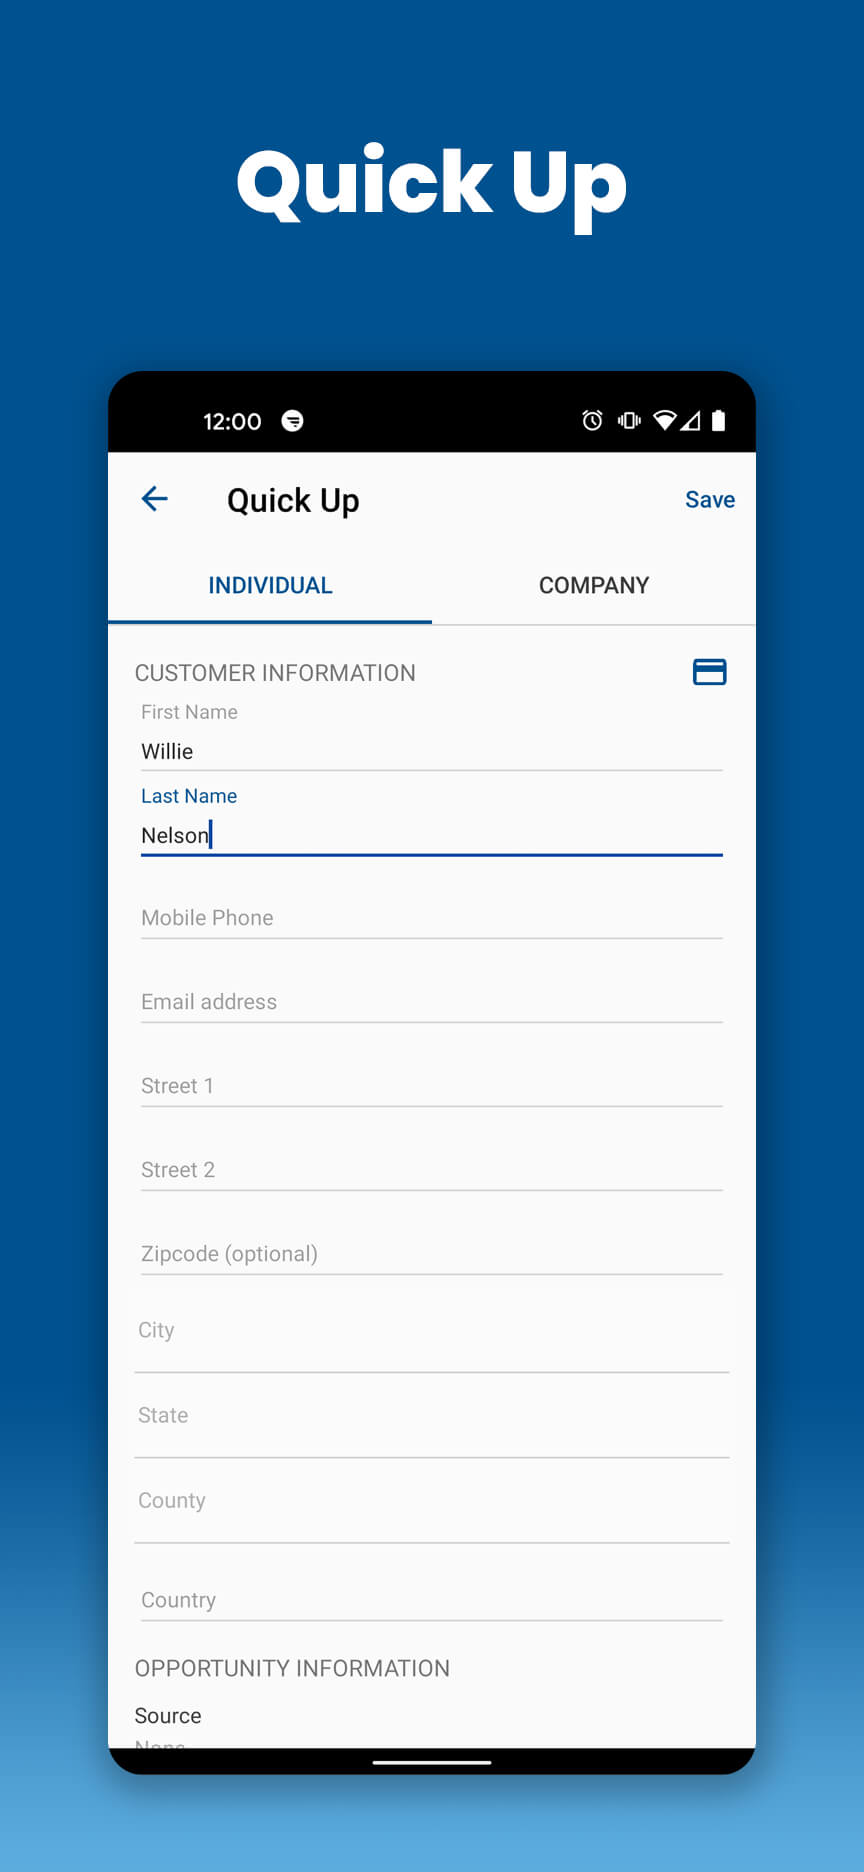 Quick Up
12:00
Quick Up
Save
INDIVIDUAL
COMPANY
CUSTOMER INFORMATION
First Name
Willie
Last Name
Nelson
Mobile Phone
Email address
Street 1
Street 2
Zipcode (optional)
City
State
County
Country
OPPORTUNITY INFORMATION
Source
None